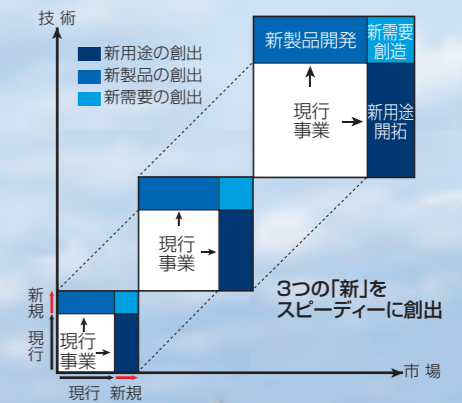 技術
新用途の創出
新製品の創出
新需要の創出
新製品開発
新需要
創造
現行
事業
新用途
開拓
現行
事業
3つの「新」を
スピーディーに創出
新規
現行
現行
事業
市場
現行
新規